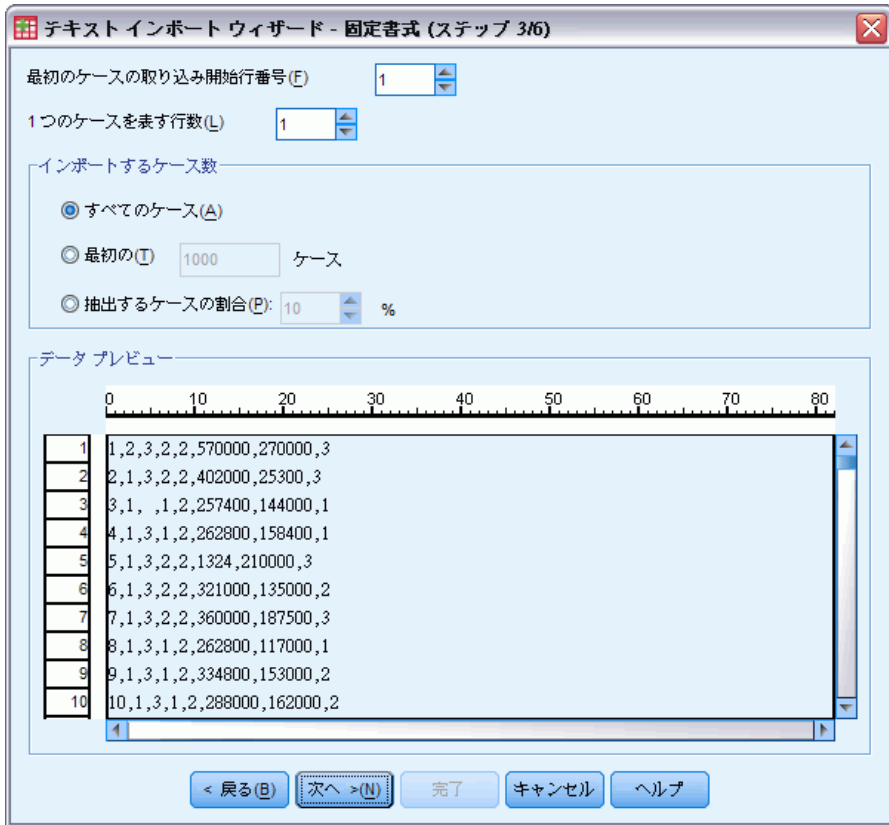 テキスト インポート ウィザード - 固定書式 (ステップ 3/6)
最初のケースの取り込み開始行番号(F) 1
1 つのケースを表す行数(L) 1
インポートするケース数
すべてのケース(A)
最初の(T) 1000 ケース
抽出するケースの割合(P): 10 %
データ プレビュー
0 10 20 30 40 50 60 70 80
1 1,2,3,2,2,570000,270000,3
2 2,1,3,2,2,402000,25300,3
3 3,1, ,1,2,257400,144000,1
4 4,1,3,1,2,262800,158400,1
5 5,1,3,2,2,1324,210000,3
6 6,1,3,2,2,321000,135000,2
7 7,1,3,2,2,360000,187500,3
8 8,1,3,1,2,262800,117000,1
9 9,1,3,1,2,334800,153000,2
10 10,1,3,1,2,288000,162000,2
< 戻る(B) 次へ >(N) 完了 キャンセル ヘルプ